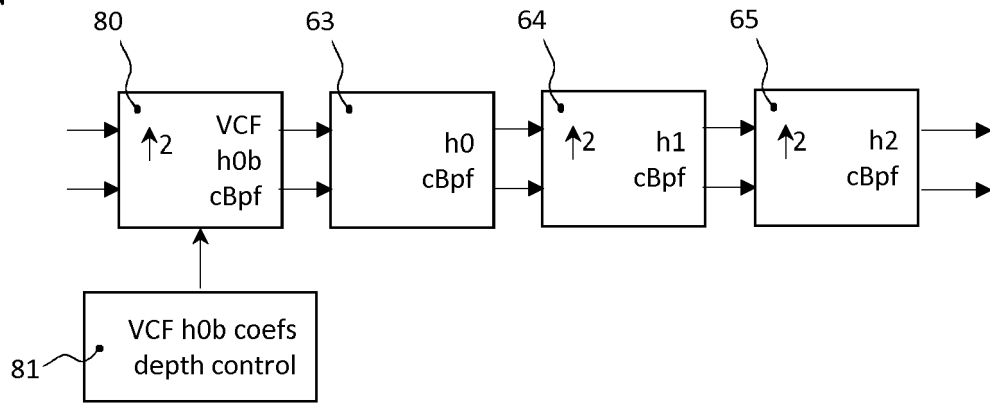 80
63
64
65
↑2 VCF
h0b
cBpf
h0
cBpf
↑2 h1
cBpf
↑2 h2
cBpf
VCF h0b coefs
depth control
81